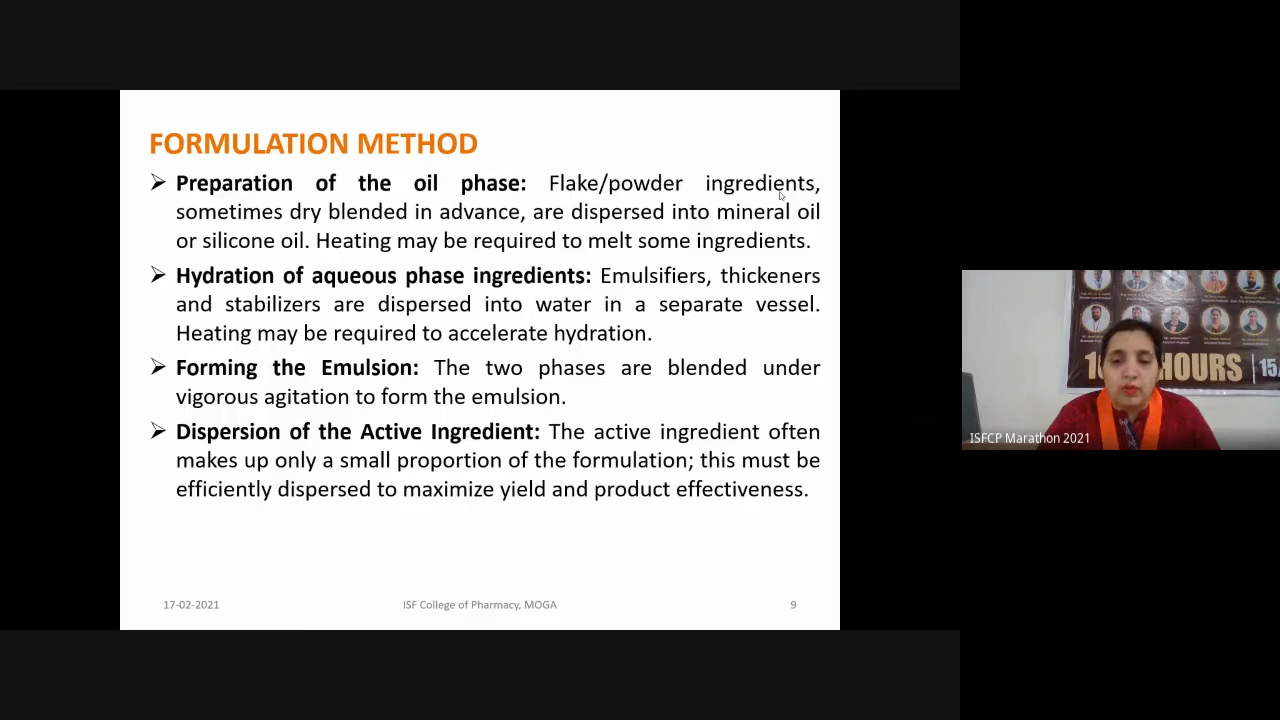 FORMULATION METHOD
➢ Preparation of the oil phase: Flake/powder ingredients,
sometimes dry blended in advance, are dispersed into mineral oil
or silicone oil. Heating may be required to melt some ingredients.
➢ Hydration of aqueous phase ingredients: Emulsifiers, thickeners
and stabilizers are dispersed into water in a separate vessel.
Heating may be required to accelerate hydration.
➢ Forming the Emulsion: The two phases are blended under
vigorous agitation to form the emulsion.
➢ Dispersion of the Active Ingredient: The active ingredient often
makes up only a small proportion of the formulation; this must be
efficiently dispersed to maximize yield and product effectiveness.
17-02-2021 ISF College of Pharmacy, MOGA 9
HOURS
ISFCP Marathon 2021